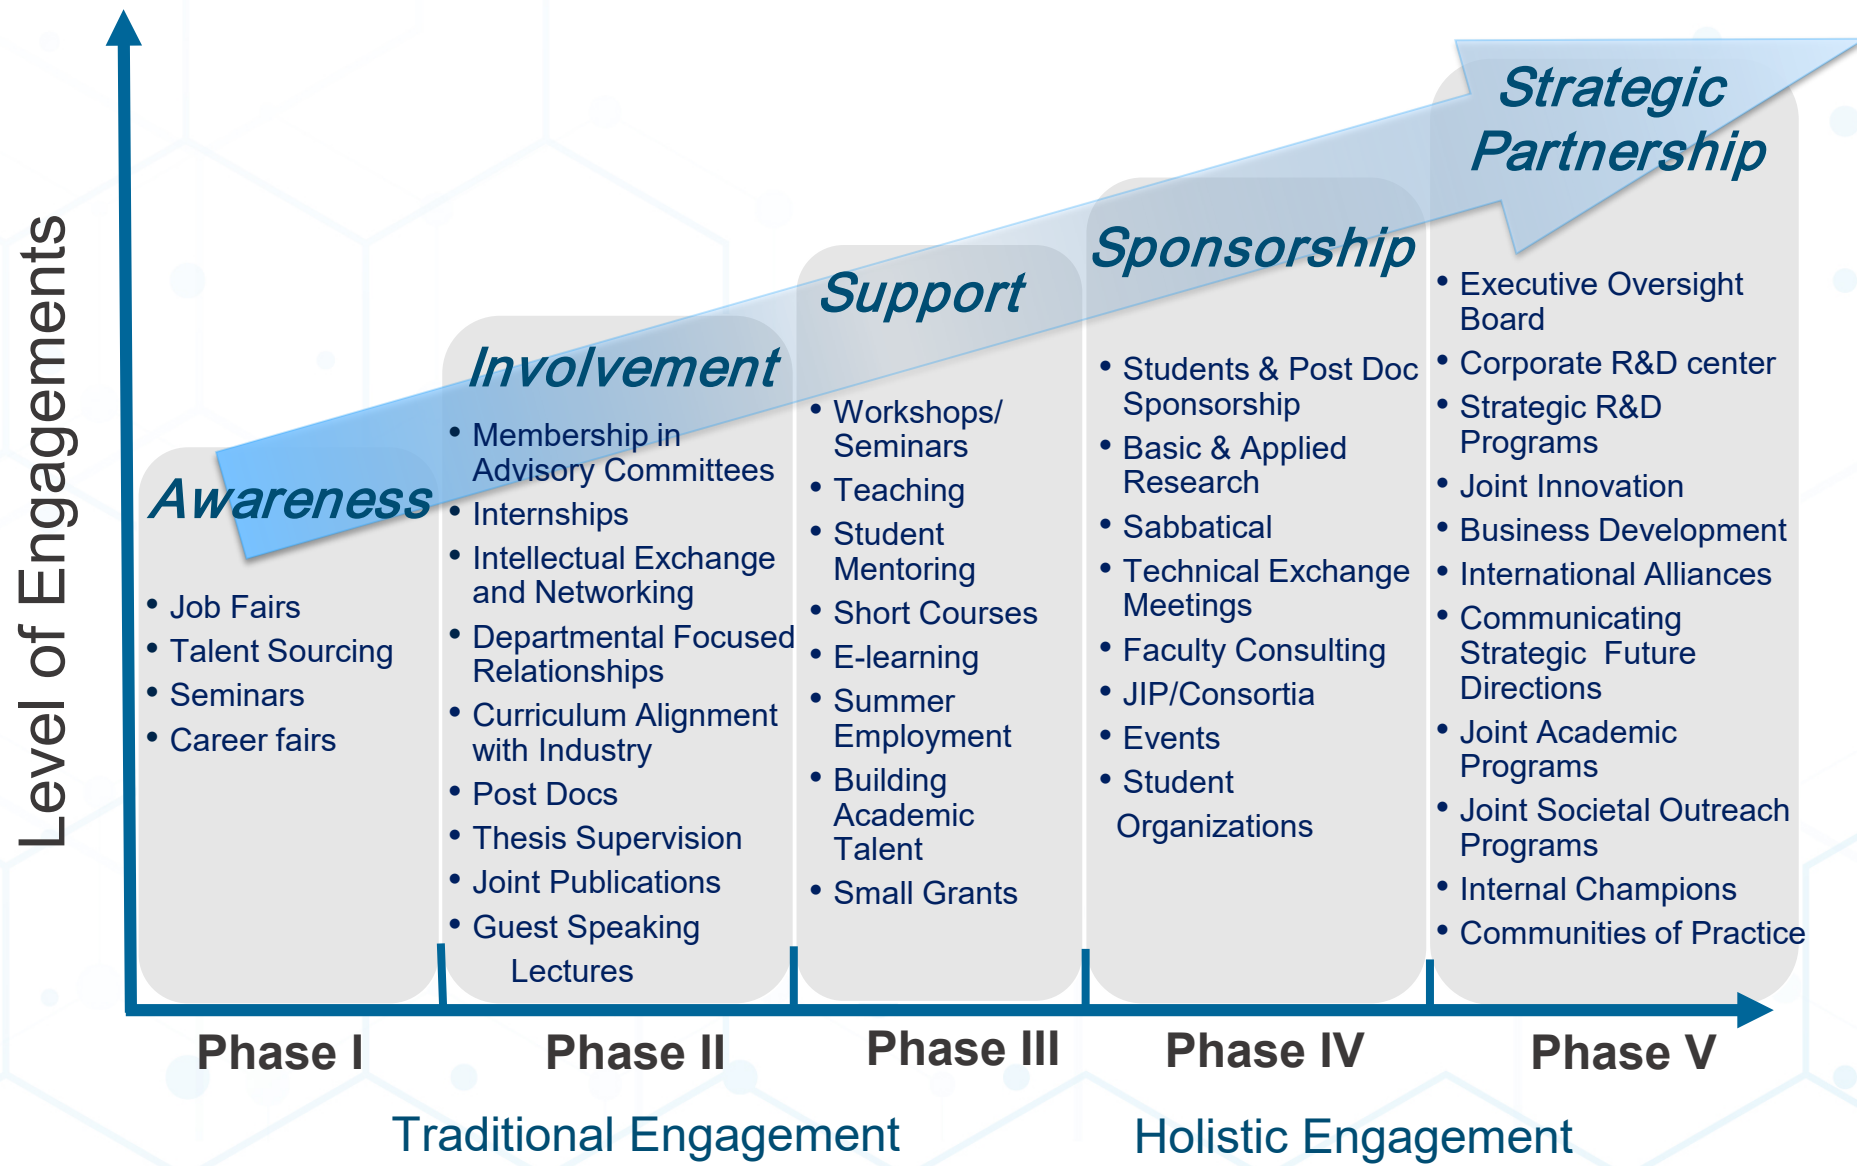 Level of Engagements
Awareness
• Job Fairs
• Talent Sourcing
• Seminars
• Career fairs
Involvement
• Membership in
Advisory Committees
• Internships
• Intellectual Exchange
and Networking
• Departmental Focused
Relationships
• Curriculum Alignment
with Industry
• Post Docs
• Thesis Supervision
• Joint Publications
• Guest Speaking
Lectures
Support
• Workshops/
Seminars
• Teaching
• Student
Mentoring
• Short Courses
• E-learning
• Summer
Employment
• Building
Academic
Talent
• Small Grants
Sponsorship
• Students & Post Doc
Sponsorship
• Basic & Applied
Research
• Sabbatical
• Technical Exchange
Meetings
• Faculty Consulting
• JIP/Consortia
• Events
• Student
Organizations
Strategic
Partnership
• Executive Oversight
Board
• Corporate R&D center
• Strategic R&D
Programs
• Joint Innovation
• Business Development
• International Alliances
• Communicating
Strategic Future
Directions
• Joint Academic
Programs
• Joint Societal Outreach
Programs
• Internal Champions
• Communities of Practice
Phase I
Phase II
Phase III
Phase IV
Phase V
Traditional Engagement
Holistic Engagement